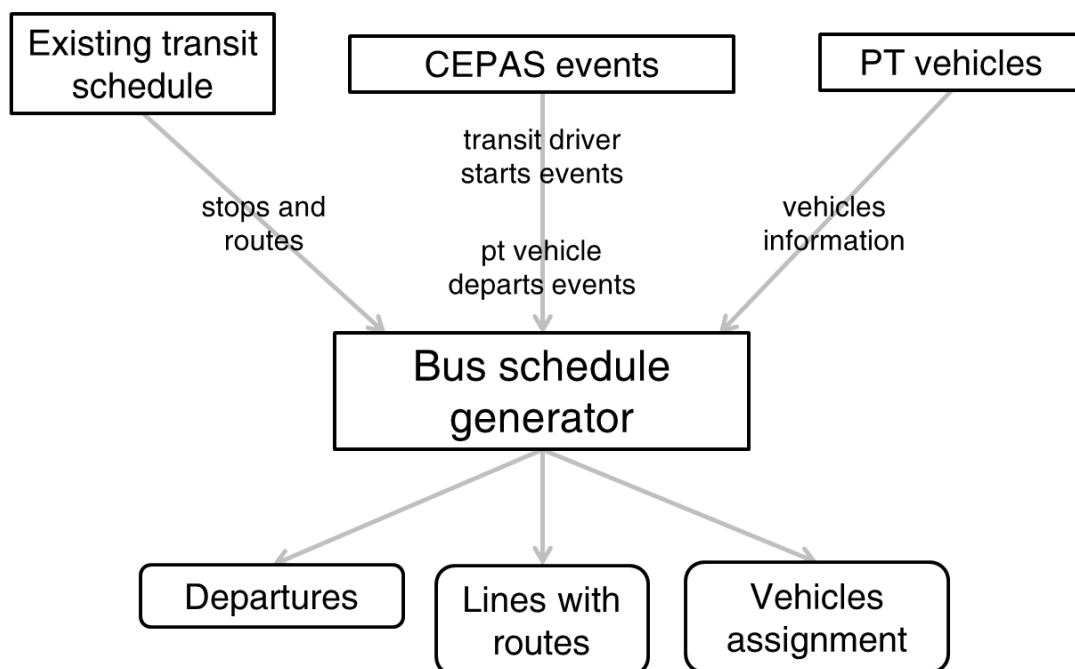 Existing transit
schedule
CEPAS events
PT vehicles
transit driver
starts events
stops and
routes
vehicles
information
pt vehicle
departs events
Bus schedule
generator
Departures
Lines with
routes
Vehicles
assignment